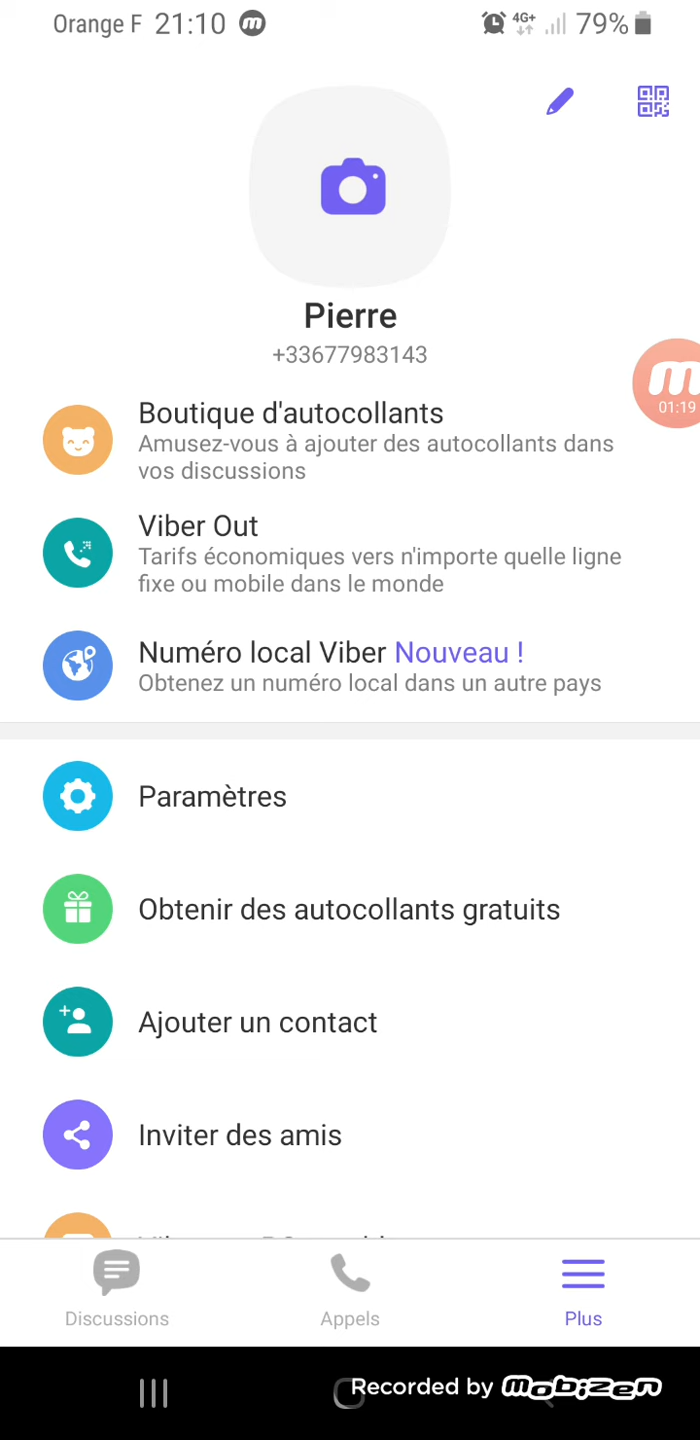 Orange F 21:10 m 4G+ 79%
Pierre
+33677983143
m
01:19
Boutique d'autocollants
Amusez-vous à ajouter des autocollants dans
vos discussions
Viber Out
Tarifs économiques vers n'importe quelle ligne
fixe ou mobile dans le monde
Numéro local Viber Nouveau !
Obtenez un numéro local dans un autre pays
Paramètres
Obtenir des autocollants gratuits
Ajouter un contact
Inviter des amis
Discussions Appels Plus
Recorded by mobizen